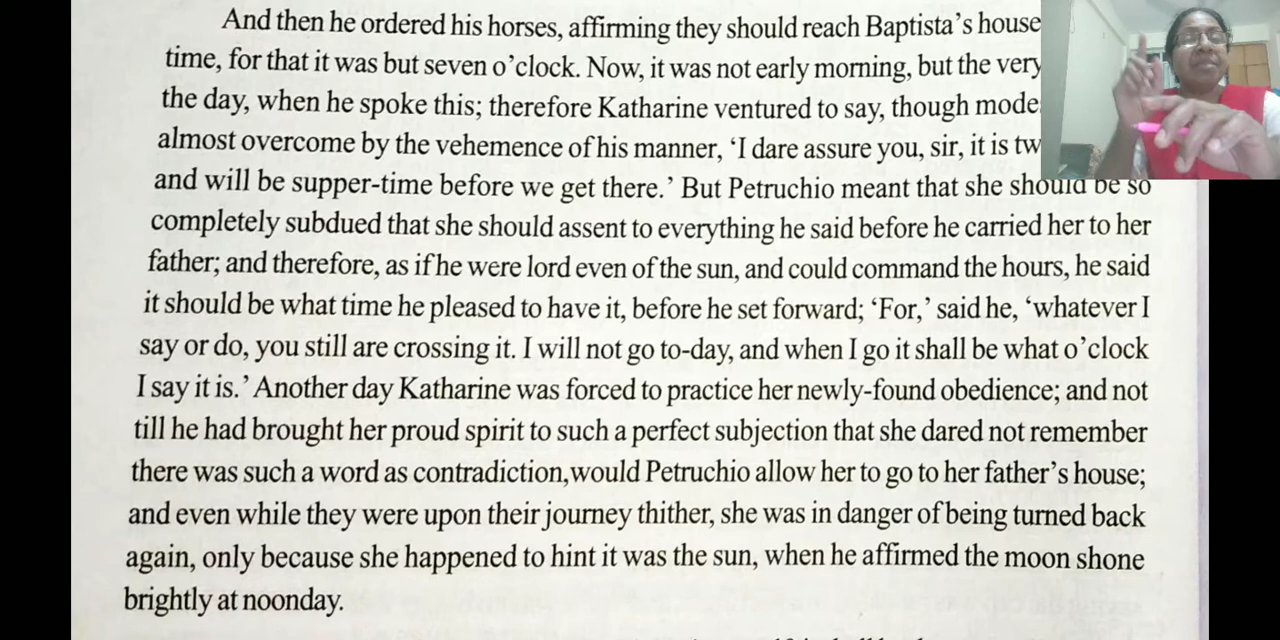 And then he ordered his horses, affirming they should reach Baptista's house
time, for that it was but seven o'clock. Now, it was not early morning, but the very
the day, when he spoke this; therefore Katharine ventured to say, though
almost overcome by the vehemence of his manner, 'I dare assure you, sir, it is
and will be supper-time before we get there.' But Petruchio meant that she should be so
completely subdued that she should assent to everything he said before he carried her to her
father; and therefore, as if he were lord even of the sun, and could command the hours, he said
it should be what time he pleased to have it, before he set forward; 'For,' said he, 'whatever I
say or do, you still are crossing it. I will not go to-day, and when I go it shall be what o'clock
I say it is.' Another day Katharine was forced to practice her newly-found obedience; and not
till he had brought her proud spirit to such a perfect subjection that she dared not remember
there was such a word as contradiction,would Petruchio allow her to go to her father's house;
and even while they were upon their journey thither, she was in danger of being turned back
again, only because she happened to hint it was the sun, when he affirmed the moon shone
brightly at noonday.